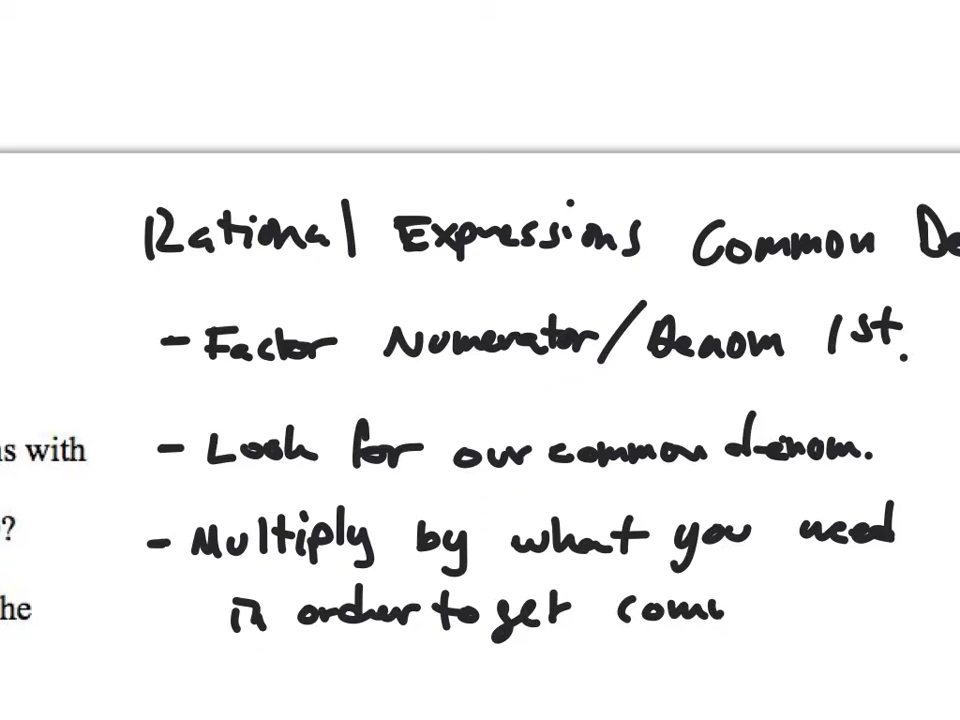 Rational Expressions Common De
- Factor Numerator/Denom 1st.
- Look for our common denom.
s with
- Multiply by what you need
?
in order to get comm
he